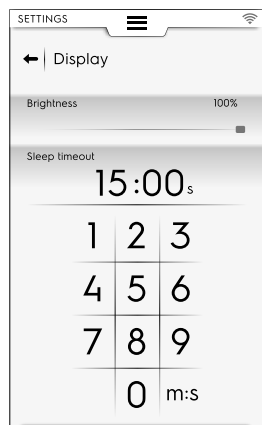 SETTINGS
Display
Brightness 100%
Sleep timeout
15:00s
1 2 3
4 5 6
7 8 9
0 m:s